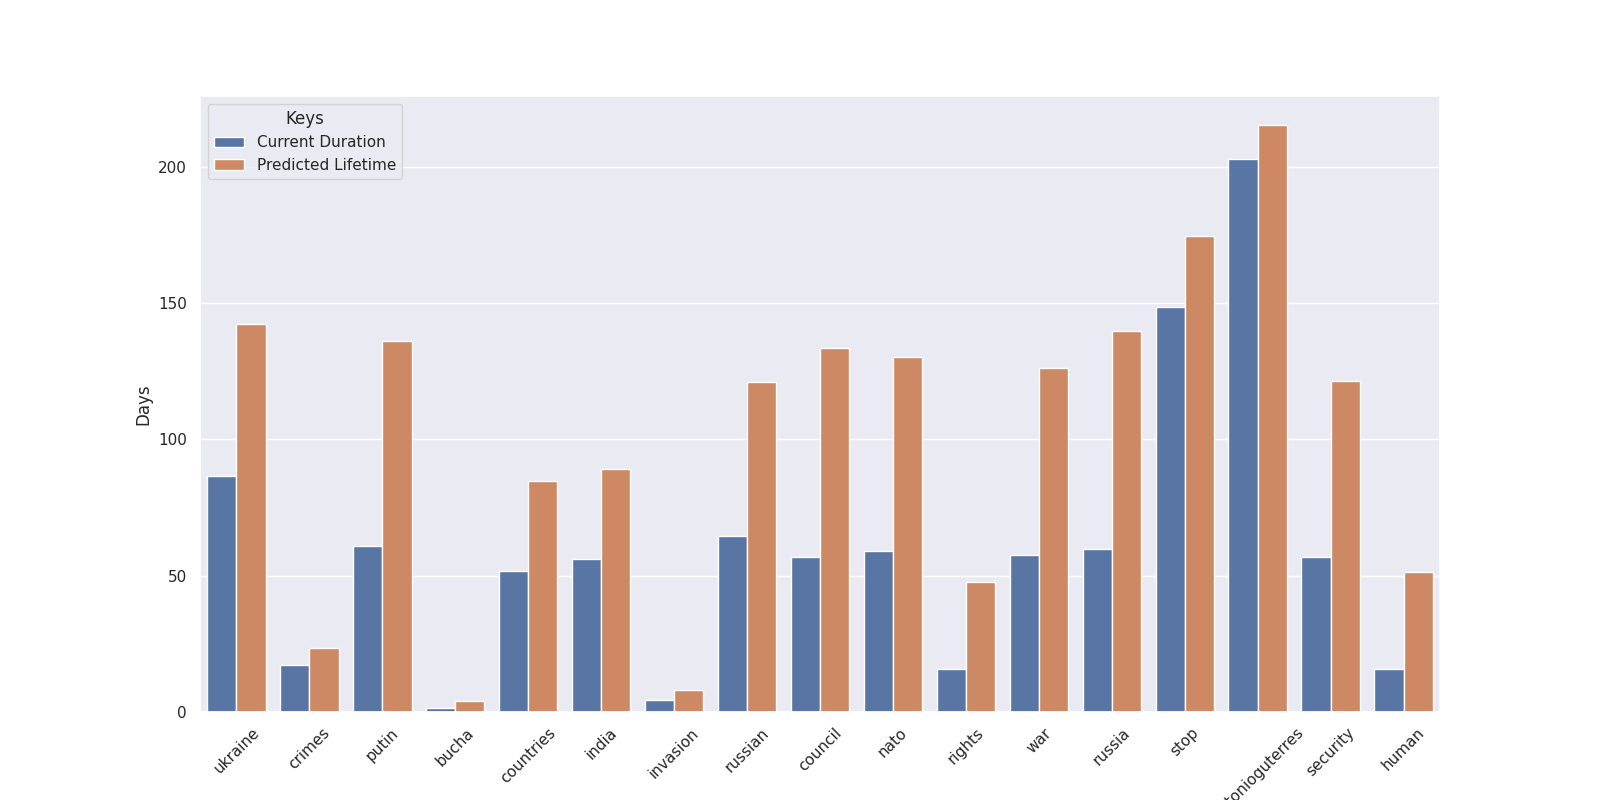 Keys
Current Duration
Predicted Lifetime
200
150
100
50
0
Days
ukraine
crimes
putin
bucha
countries
india
invasion
russian
council
nato
rights
war
russia
stop
tonioguterres
security
human